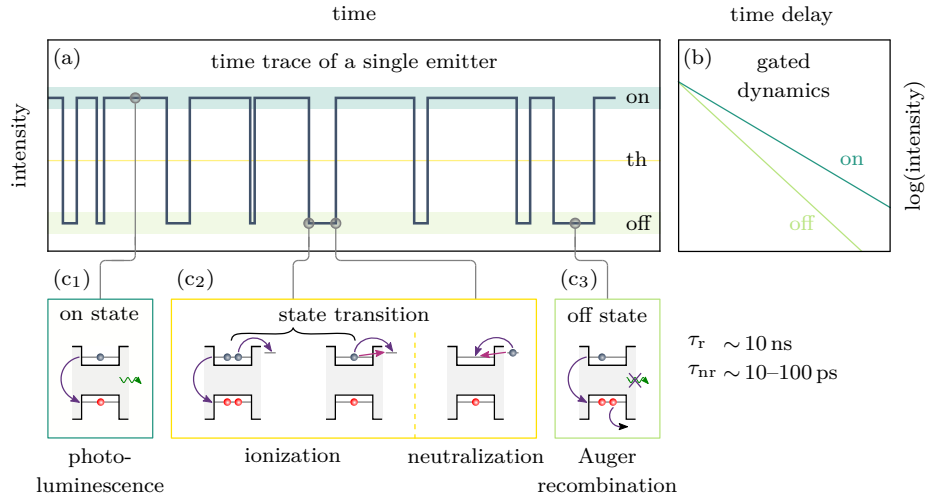 time
time delay
(a)
time trace of a single emitter
(b)
gated
dynamics
intensity
on
th
off
on
off
log(intensity)
(c1)
(c2)
(c3)
on state
state transition
off state
τr ∼ 10 ns
τnr ∼ 10–100 ps
photo-
luminescence
ionization
neutralization
Auger
recombination